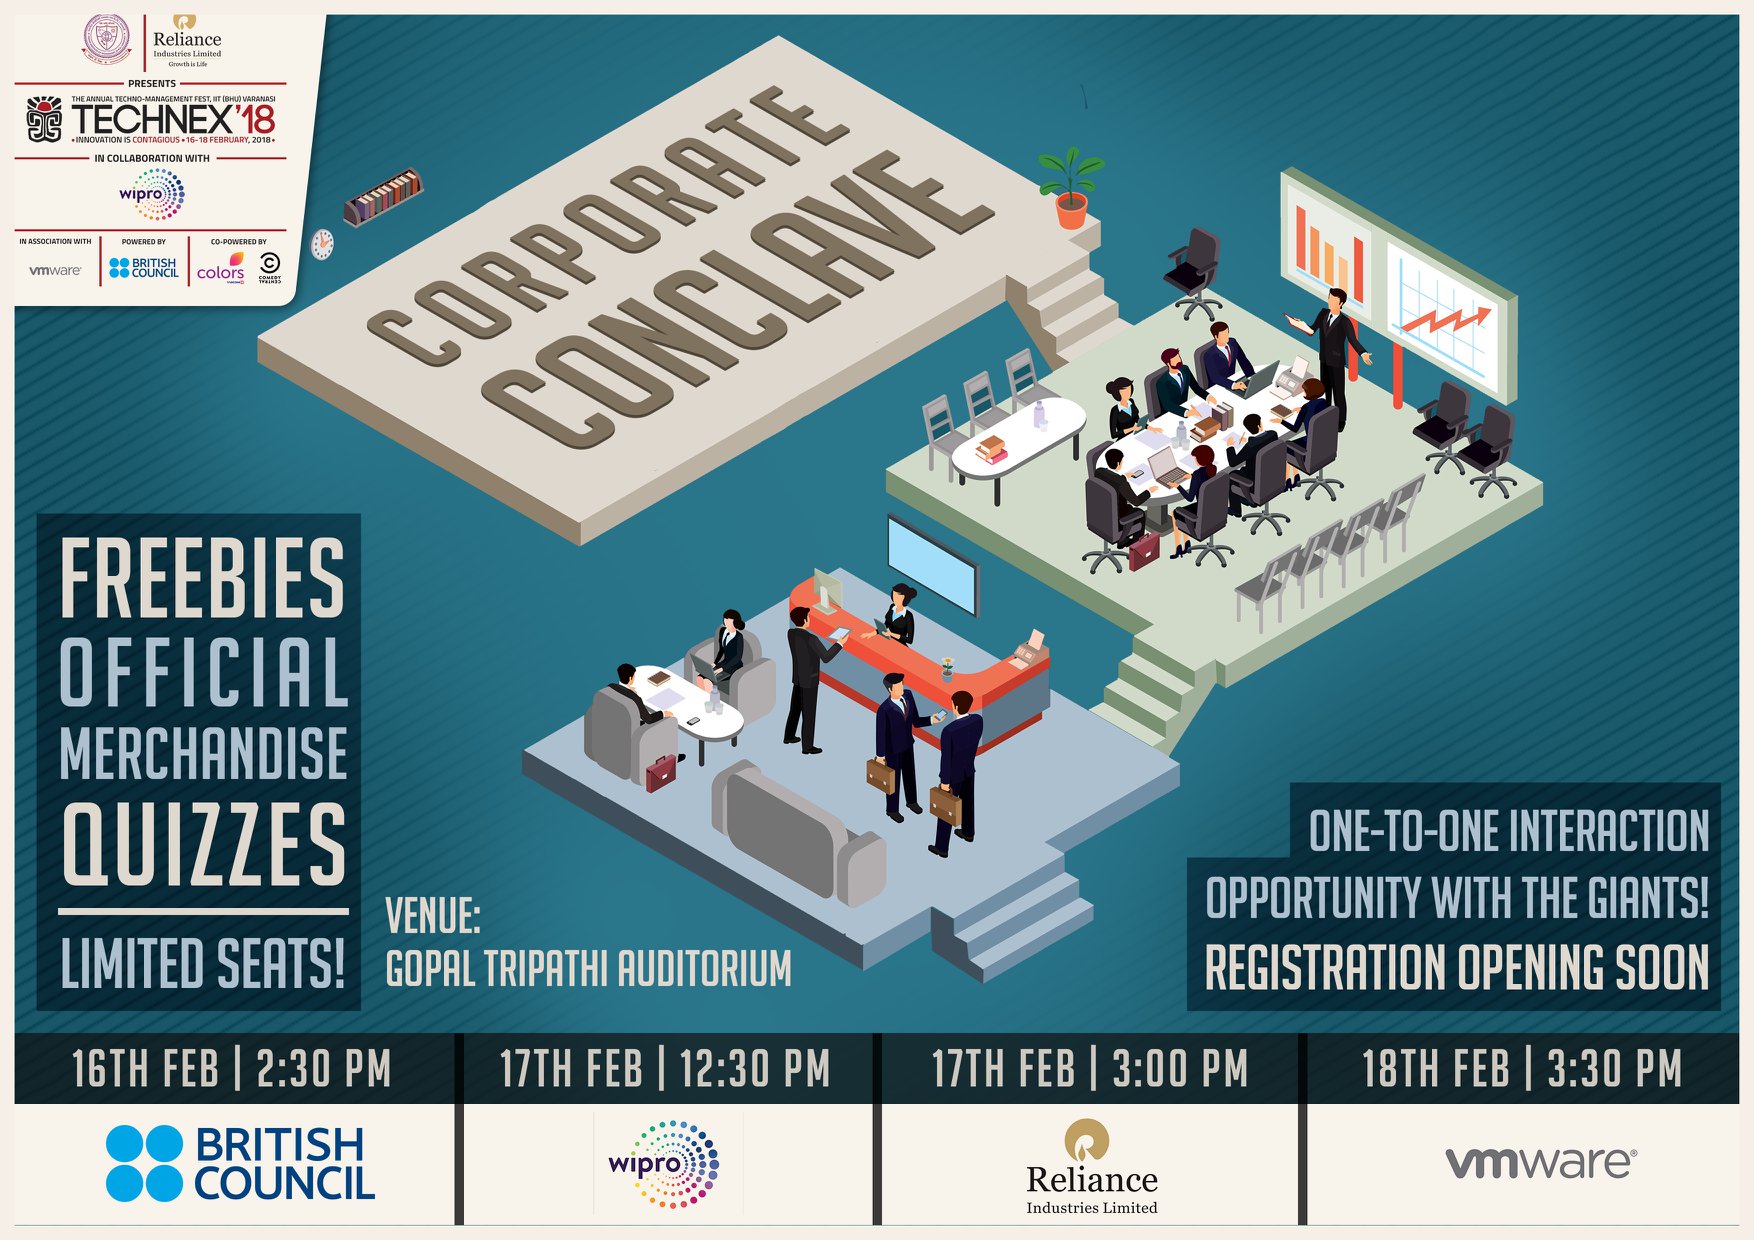 Reliance
Industries Limited
Growth is Life
PRESENTS
THE ANNUAL TECHNO-MANAGEMENT FEST, IIT (BHU) VARANASI
TECHNEX'18
• INNOVATION IS CONTAGIOUS • 16-18 FEBRUARY, 2018 •
IN COLLABORATION WITH
wipro
IN ASSOCIATION WITH
vmware
POWERED BY
BRITISH
COUNCIL
CO-POWERED BY
colors
COMEDY
CENTRAL
CORPORATE
CONCLAVE
FREEBIES
OFFICIAL
MERCHANDISE
QUIZZES
LIMITED SEATS!
VENUE:
GOPAL TRIPATHI AUDITORIUM
ONE-TO-ONE INTERACTION
OPPORTUNITY WITH THE GIANTS!
REGISTRATION OPENING SOON
16TH FEB | 2:30 PM
BRITISH
COUNCIL
17TH FEB | 12:30 PM
wipro
17TH FEB | 3:00 PM
Reliance
Industries Limited
18TH FEB | 3:30 PM
vmware®